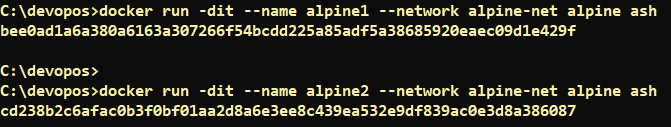 C:\devopos>docker run -dit --name alpine1 --network alpine-net alpine ash
bee0ad1a6a380a6163a307266f54bcdd225a85adf5a38685920eaec09d1e429f
C:\devopos>
C:\devopos>docker run -dit --name alpine2 --network alpine-net alpine ash
cd238b2c6afac0b3f0bf01aa2d8a6e3ee8c439ea532e9df839ac0e3d8a386087